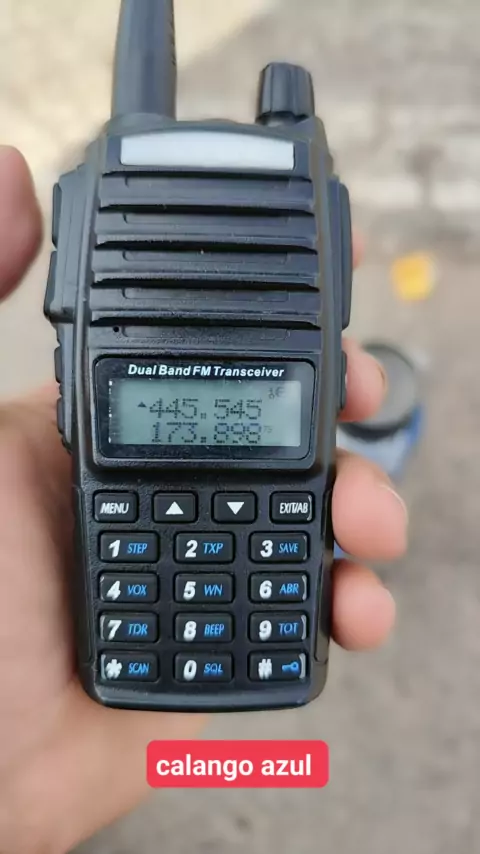 Dual Band FM Transceiver
445.545
173.898
MENU ▲ ▼ EXIT/AB
1 STEP 2 TXP 3 SAVE
4 VOX 5 WN 6 ABR
7 TDR 8 BEEP 9 TOT
* SCAN 0 SQL #
calango azul